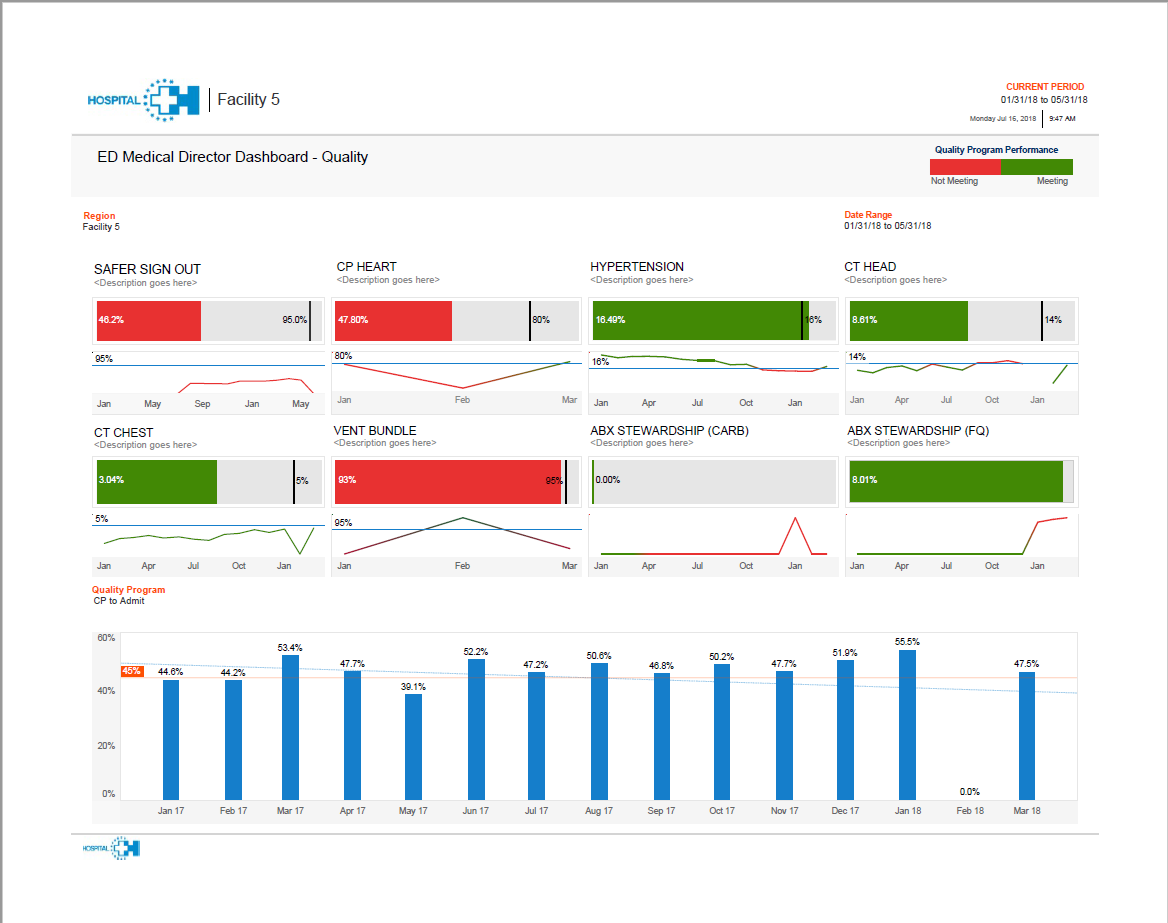 HOSPITAL
Facility 5
CURRENT PERIOD
01/31/18 to 05/31/18
Monday Jul 16, 2018 9:47 AM
ED Medical Director Dashboard - Quality
Quality Program Performance
Not Meeting Meeting
Region
Facility 5
Date Range
01/31/18 to 05/31/18
SAFER SIGN OUT
<Description goes here>
46.2% 95.0%
95%
Jan May Sep Jan May
CP HEART
<Description goes here>
47.80% 80%
80%
Jan Feb Mar
HYPERTENSION
<Description goes here>
16.49% 16%
16%
Jan Apr Jul Oct Jan
CT HEAD
<Description goes here>
8.61% 14%
14%
Jan Apr Jul Oct Jan
CT CHEST
<Description goes here>
3.04% 5%
5%
Jan Apr Jul Oct Jan
VENT BUNDLE
<Description goes here>
93% 95%
95%
Jan Feb Mar
ABX STEWARDSHIP (CARB)
<Description goes here>
0.00%
Jan Apr Jul Oct Jan
ABX STEWARDSHIP (FQ)
<Description goes here>
8.01%
Jan Apr Jul Oct Jan
Quality Program
CP to Admit
60%
40%
20%
0%
45%
44.6% 44.2% 53.4% 47.7% 39.1% 52.2% 47.2% 50.6% 46.8% 50.2% 47.7% 51.9% 55.5% 0.0% 47.5%
Jan 17 Feb 17 Mar 17 Apr 17 May 17 Jun 17 Jul 17 Aug 17 Sep 17 Oct 17 Nov 17 Dec 17 Jan 18 Feb 18 Mar 18
HOSPITAL